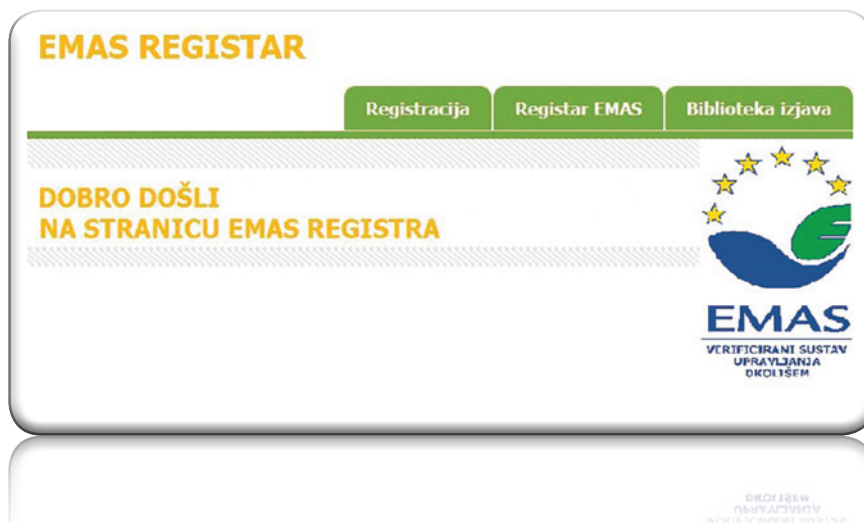 EMAS REGISTAR
Registracija
Registar EMAS
Biblioteka izjava
DOBRO DOŠLI
NA STRANICU EMAS REGISTRA
EMAS
VERIFICIRANI SUSTAV
UPRAVLJANJA
OKOLIŠEM